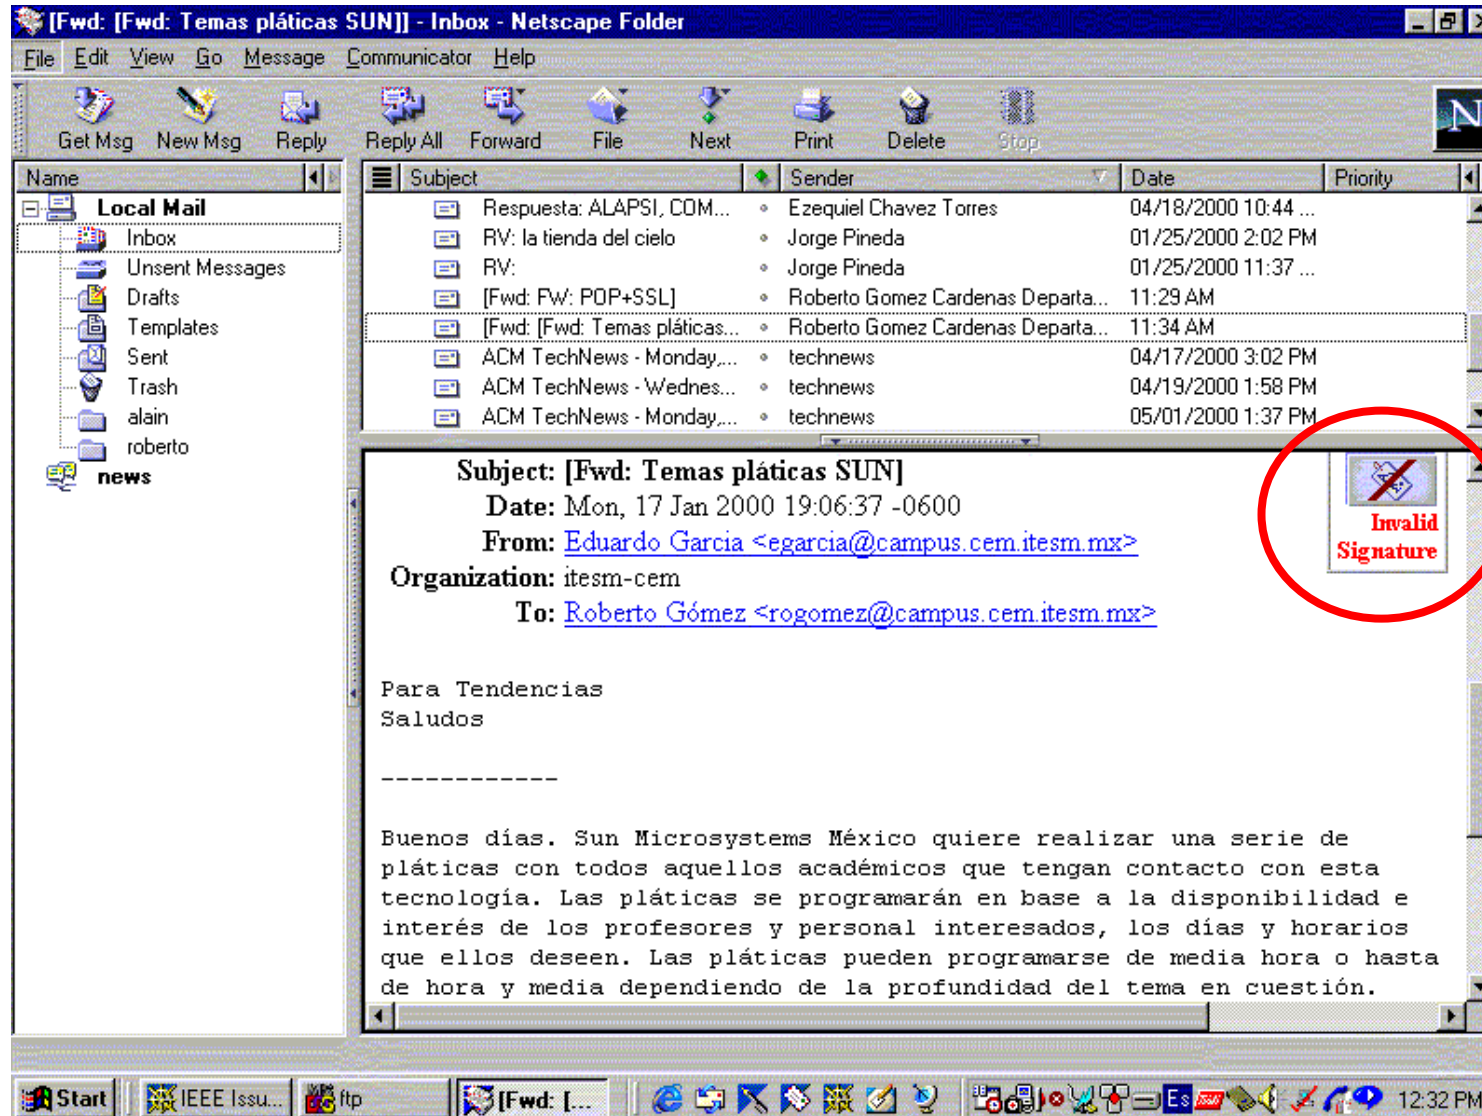 [Fwd: [Fwd: Temas pláticas SUN]] - Inbox - Netscape Folder
File Edit View Go Message Communicator Help
Get Msg New Msg Reply Reply All Forward File Next Print Delete Stop
N
Name Subject Sender Date Priority
Local Mail
Inbox
Unsent Messages
Drafts
Templates
Sent
Trash
alain
roberto
news
Respuesta: ALAPSI, COM... Ezequiel Chavez Torres 04/18/2000 10:44 ...
RV: la tienda del cielo Jorge Pineda 01/25/2000 2:02 PM
RV: Jorge Pineda 01/25/2000 11:37 ...
[Fwd: FW: POP+SSL] Roberto Gomez Cardenas Departa... 11:29 AM
[Fwd: [Fwd: Temas pláticas... Roberto Gomez Cardenas Departa... 11:34 AM
ACM TechNews - Monday,... technews 04/17/2000 3:02 PM
ACM TechNews - Wednes... technews 04/19/2000 1:58 PM
ACM TechNews - Monday,... technews 05/01/2000 1:37 PM
Subject: [Fwd: Temas pláticas SUN]
Date: Mon, 17 Jan 2000 19:06:37 -0600
From: Eduardo Garcia <egarcia@campus.cem.itesm.mx>
Organization: itesm-cem
To: Roberto Gómez <rogomez@campus.cem.itesm.mx>
Invalid
Signature
Para Tendencias
Saludos
------------
Buenos días. Sun Microsystems México quiere realizar una serie de
pláticas con todos aquellos académicos que tengan contacto con esta
tecnología. Las pláticas se programarán en base a la disponibilidad e
interés de los profesores y personal interesados, los días y horarios
que ellos deseen. Las pláticas pueden programarse de media hora o hasta
de hora y media dependiendo de la profundidad del tema en cuestión.
Start IEEE Issu... ftp [Fwd: [... Es 12:32 PM